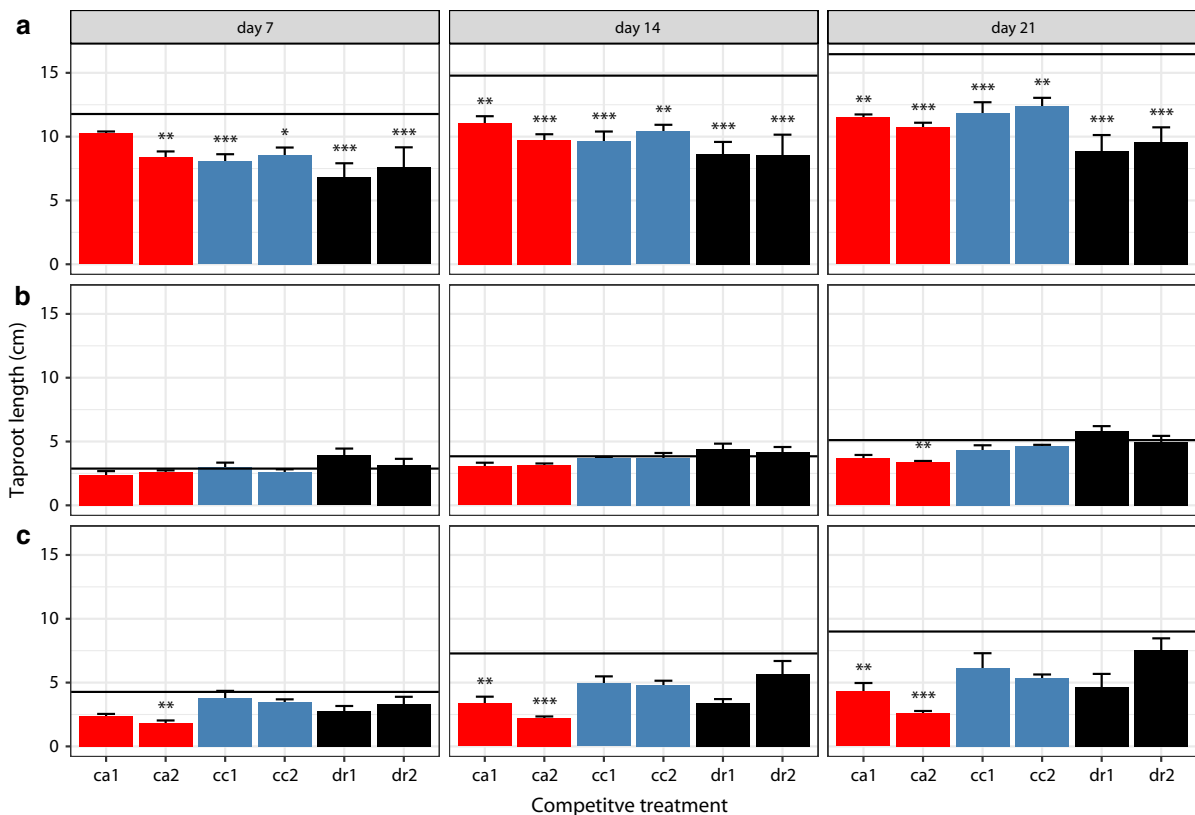 a
day 7
day 14
day 21
15
10
5
0
** *** * *** ***
** *** *** ** *** ***
** *** *** ** *** ***
b
15
10
5
0
**
c
15
10
5
0
**
** ***
** ***
Taproot length (cm)
ca1 ca2 cc1 cc2 dr1 dr2
ca1 ca2 cc1 cc2 dr1 dr2
ca1 ca2 cc1 cc2 dr1 dr2
Competitve treatment